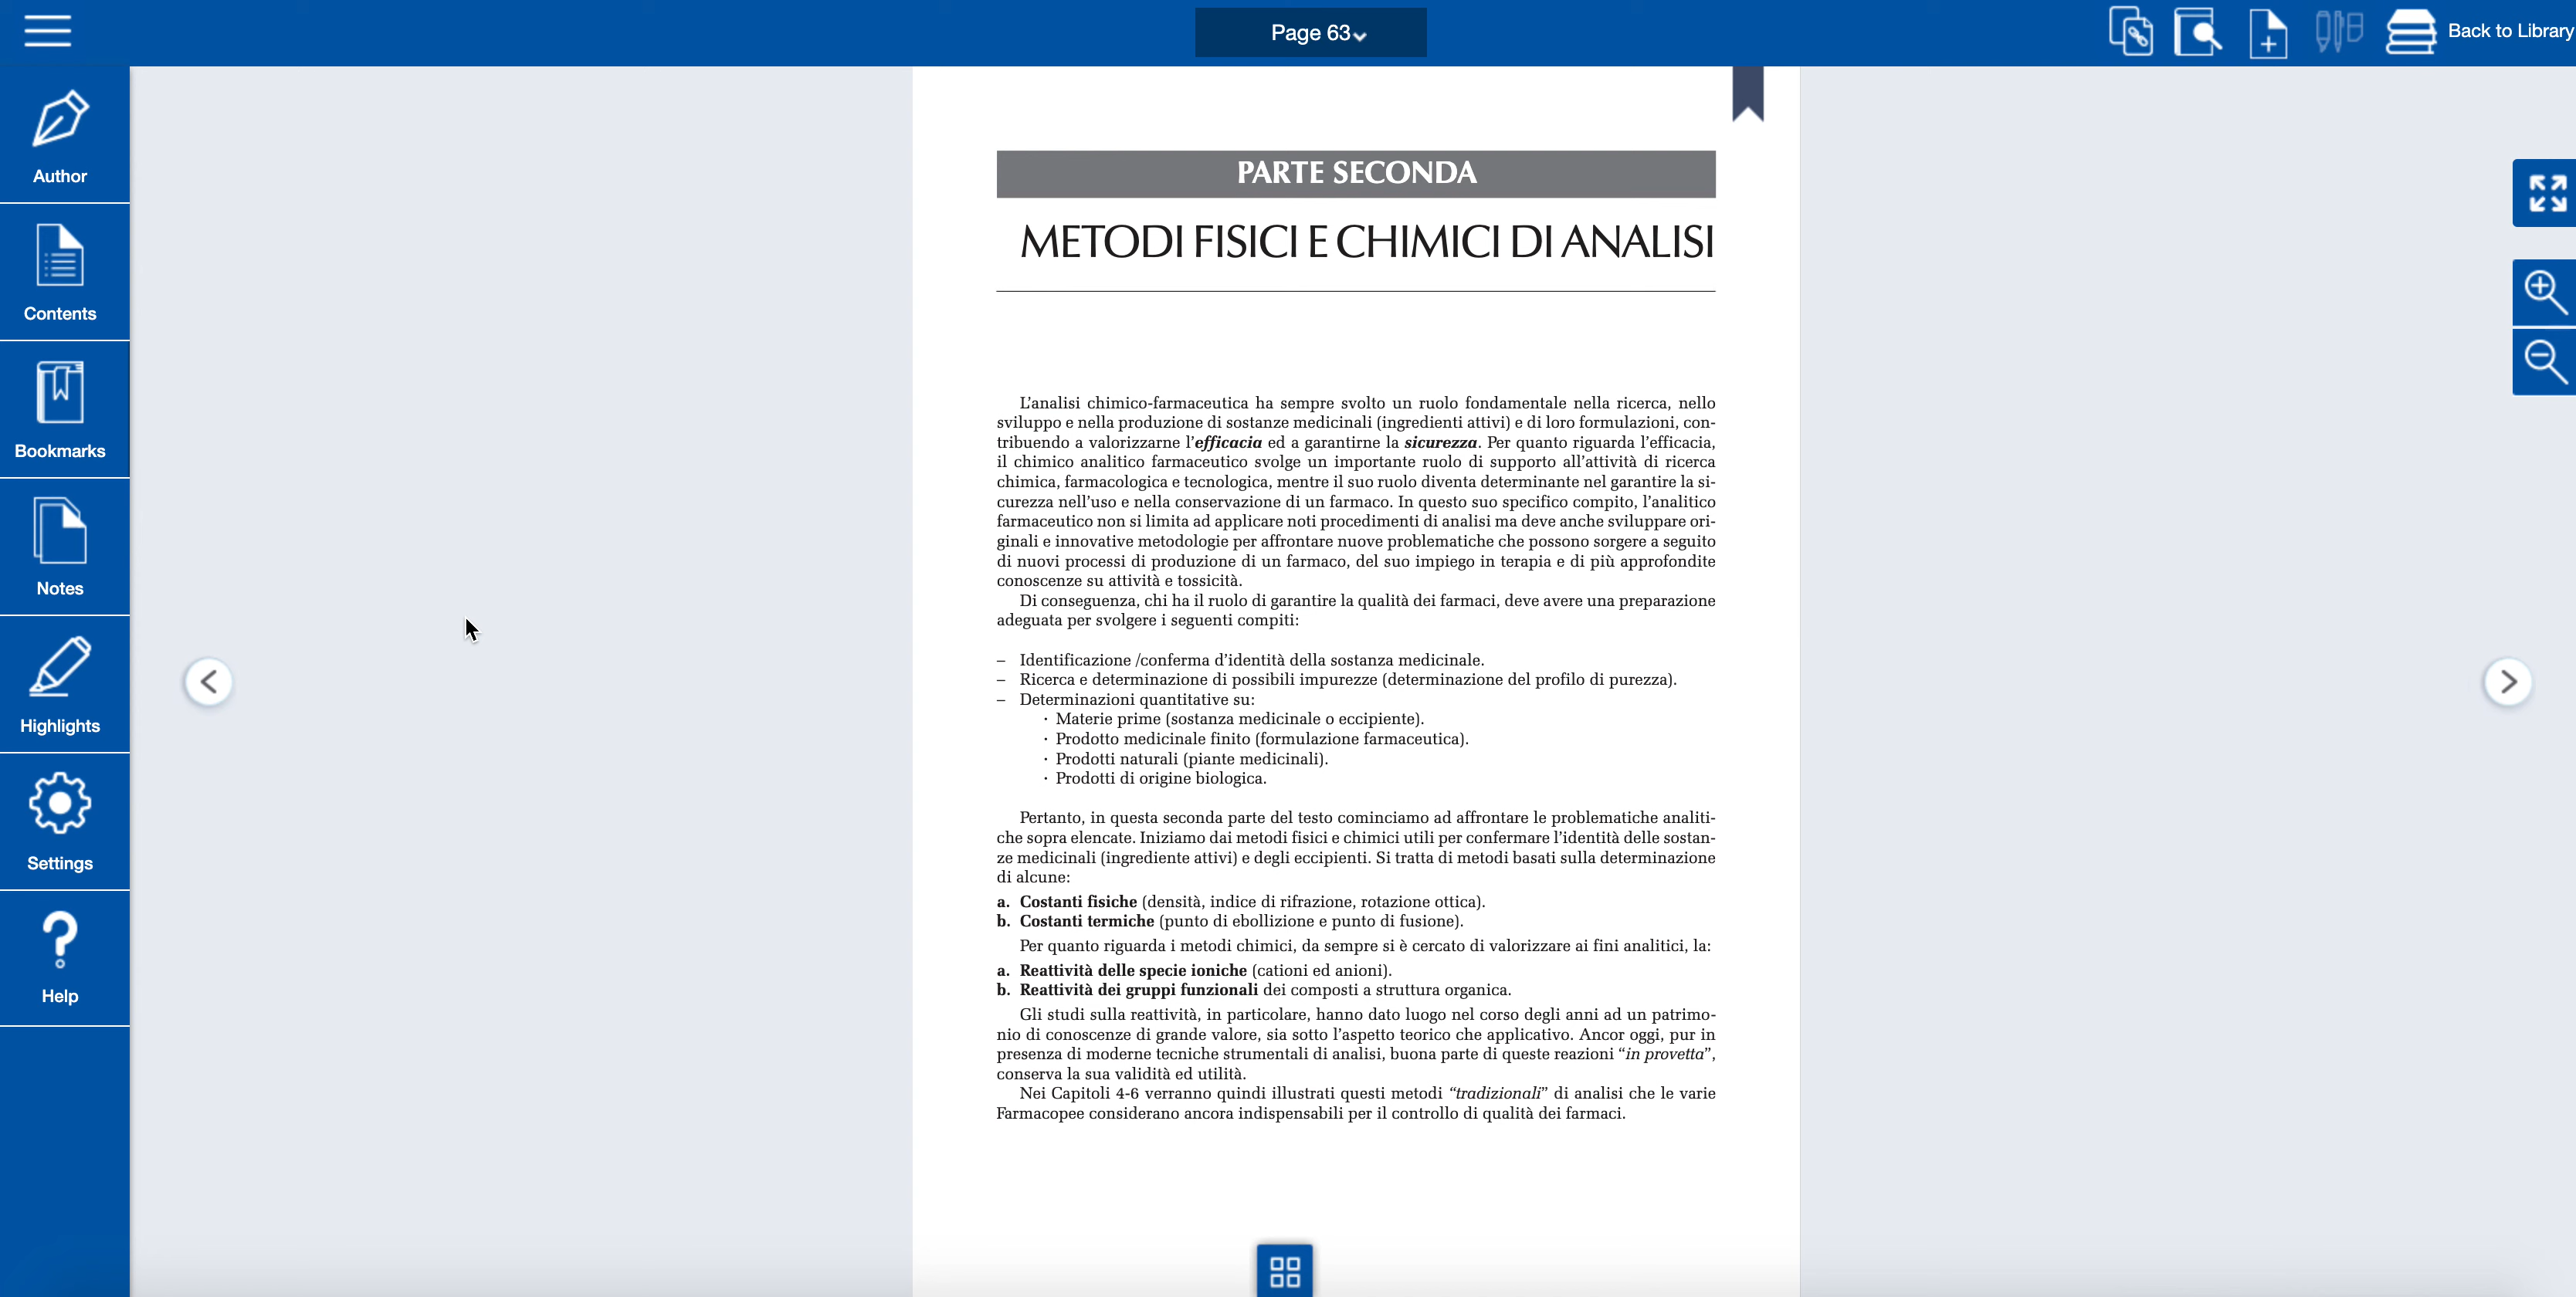 Page 63
Back to Library
Author
Contents
Bookmarks
Notes
Highlights
Settings
Help
PARTE SECONDA
METODI FISICI E CHIMICI DI ANALISI
L’analisi chimico-farmaceutica ha sempre svolto un ruolo fondamentale nella ricerca, nello
sviluppo e nella produzione di sostanze medicinali (ingredienti attivi) e di loro formulazioni, con-
tribuendo a valorizzarne l’efficacia ed a garantirne la sicurezza. Per quanto riguarda l’efficacia,
il chimico analitico farmaceutico svolge un importante ruolo di supporto all’attività di ricerca
chimica, farmacologica e tecnologica, mentre il suo ruolo diventa determinante nel garantire la si-
curezza nell’uso e nella conservazione di un farmaco. In questo suo specifico compito, l’analitico
farmaceutico non si limita ad applicare noti procedimenti di analisi ma deve anche sviluppare ori-
ginali e innovative metodologie per affrontare nuove problematiche che possono sorgere a seguito
di nuovi processi di produzione di un farmaco, del suo impiego in terapia e di più approfondite
conoscenze su attività e tossicità.
Di conseguenza, chi ha il ruolo di garantire la qualità dei farmaci, deve avere una preparazione
adeguata per svolgere i seguenti compiti:
– Identificazione /conferma d’identità della sostanza medicinale.
– Ricerca e determinazione di possibili impurezze (determinazione del profilo di purezza).
– Determinazioni quantitative su:
· Materie prime (sostanza medicinale o eccipiente).
· Prodotto medicinale finito (formulazione farmaceutica).
· Prodotti naturali (piante medicinali).
· Prodotti di origine biologica.
Pertanto, in questa seconda parte del testo cominciamo ad affrontare le problematiche analiti-
che sopra elencate. Iniziamo dai metodi fisici e chimici utili per confermare l’identità delle sostan-
ze medicinali (ingrediente attivi) e degli eccipienti. Si tratta di metodi basati sulla determinazione
di alcune:
a. Costanti fisiche (densità, indice di rifrazione, rotazione ottica).
b. Costanti termiche (punto di ebollizione e punto di fusione).
Per quanto riguarda i metodi chimici, da sempre si è cercato di valorizzare ai fini analitici, la:
a. Reattività delle specie ioniche (cationi ed anioni).
b. Reattività dei gruppi funzionali dei composti a struttura organica.
Gli studi sulla reattività, in particolare, hanno dato luogo nel corso degli anni ad un patrimo-
nio di conoscenze di grande valore, sia sotto l’aspetto teorico che applicativo. Ancor oggi, pur in
presenza di moderne tecniche strumentali di analisi, buona parte di queste reazioni “in provetta”,
conserva la sua validità ed utilità.
Nei Capitoli 4-6 verranno quindi illustrati questi metodi “tradizionali” di analisi che le varie
Farmacopee considerano ancora indispensabili per il controllo di qualità dei farmaci.